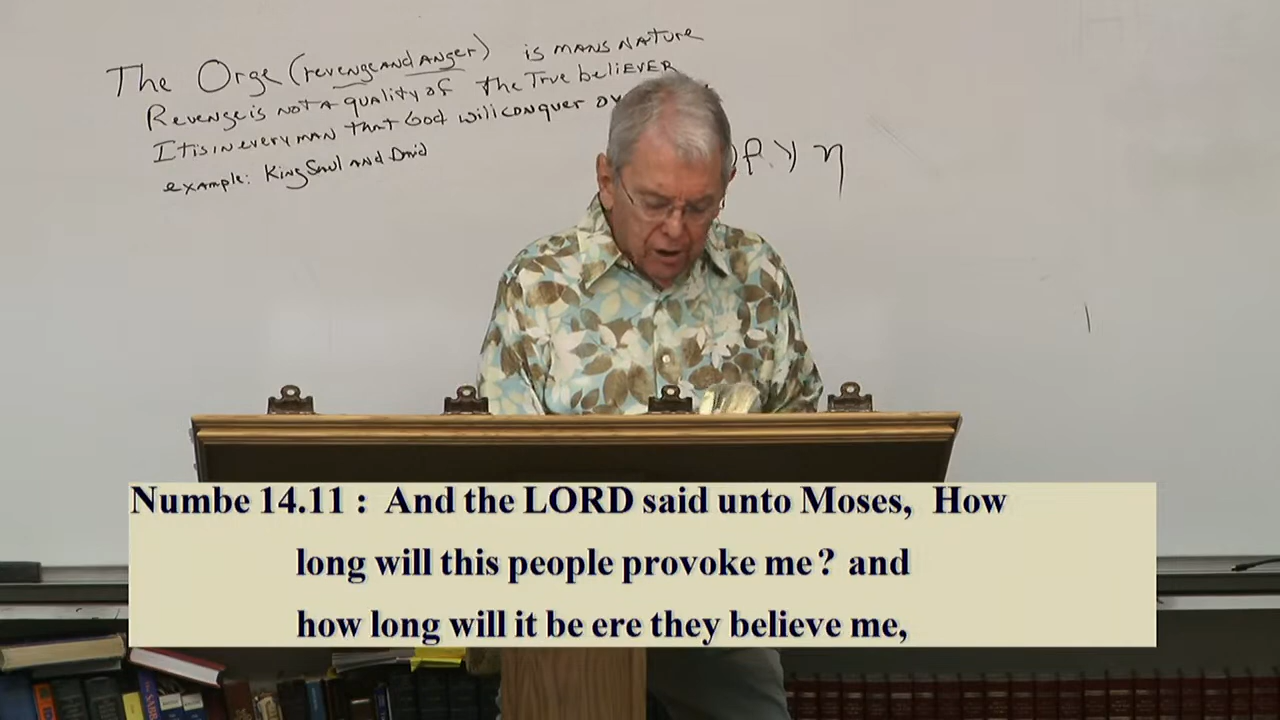 The Orge (revenge and anger) is mans nature
Revenge is not a quality of the True believer
It is in every man that God will conquer ov
example: King Saul and David
ργη
Numbe 14.11 : And the LORD said unto Moses, How
long will this people provoke me? and
how long will it be ere they believe me,